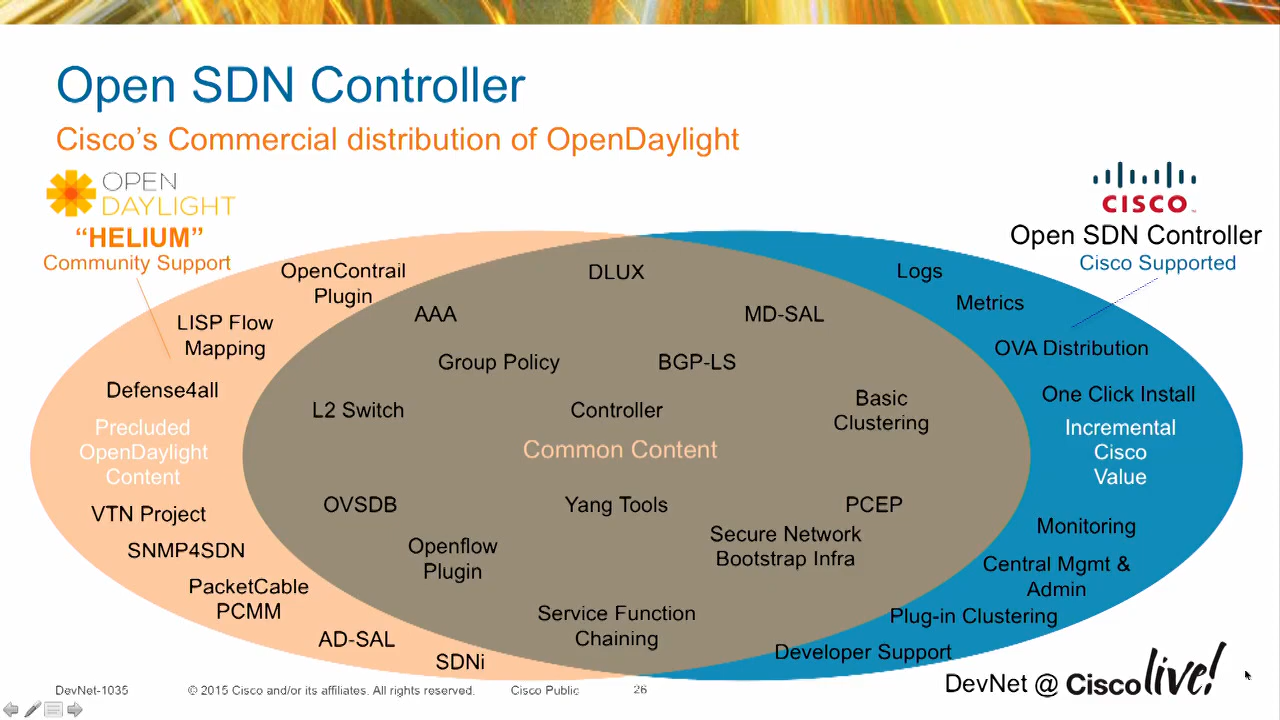 Open SDN Controller
Cisco's Commercial distribution of OpenDaylight
OPEN
DAYLIGHT
"HELIUM"
Community Support
CISCO
Open SDN Controller
Cisco Supported
OpenContrail
Plugin
LISP Flow
Mapping
Defense4all
Precluded
OpenDaylight
Content
VTN Project
SNMP4SDN
PacketCable
PCMM
AD-SAL
SDNi
DLUX
AAA
MD-SAL
Group Policy
BGP-LS
L2 Switch
Controller
Basic
Clustering
Common Content
OVSDB
Yang Tools
PCEP
Openflow
Plugin
Secure Network
Bootstrap Infra
Service Function
Chaining
Logs
Metrics
OVA Distribution
One Click Install
Incremental
Cisco
Value
Monitoring
Central Mgmt &
Admin
Plug-in Clustering
Developer Support
DevNet-1035
© 2015 Cisco and/or its affiliates. All rights reserved.
Cisco Public
26
DevNet @ Cisco live!